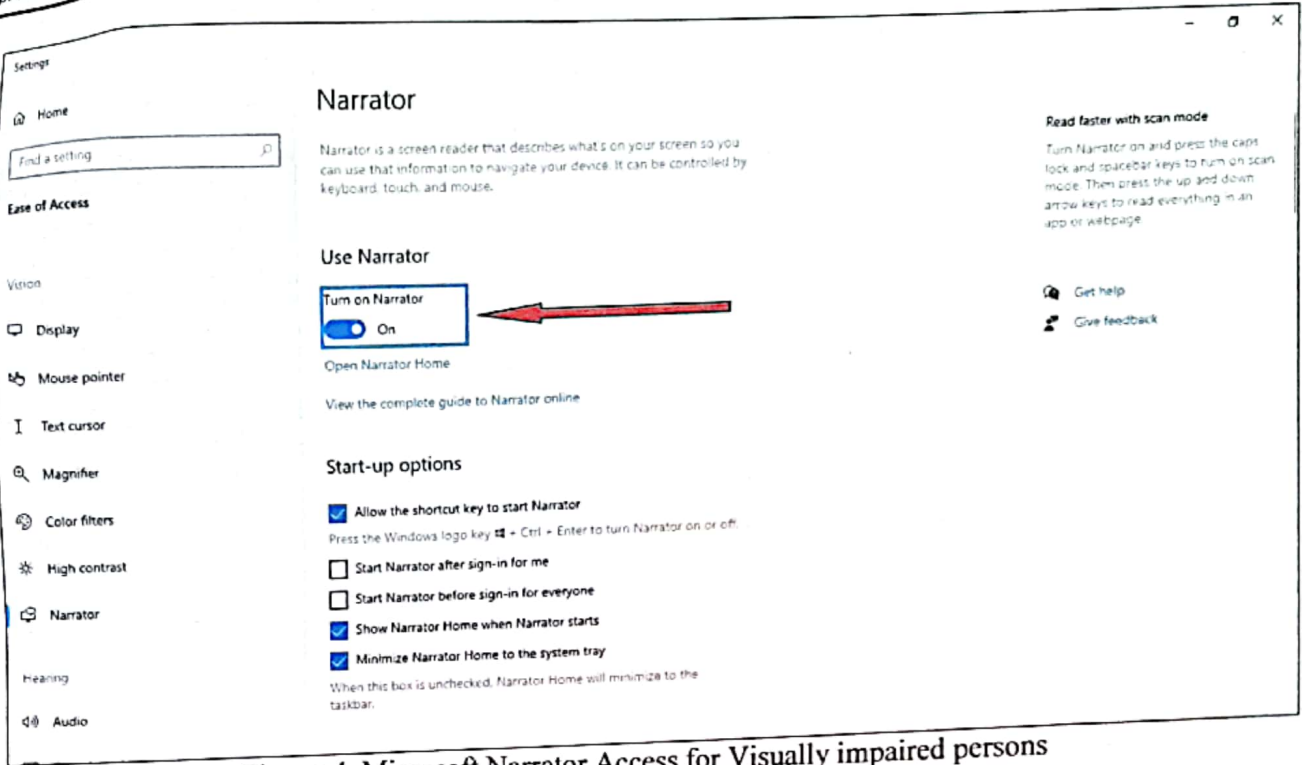 Settings
Home
Find a setting
Ease of Access
Vision
Display
Mouse pointer
Text cursor
Magnifier
Color filters
High contrast
Narrator
Hearing
Audio
Narrator
Narrator is a screen reader that describes what's on your screen so you
can use that information to navigate your device. It can be controlled by
keyboard, touch, and mouse.
Use Narrator
Turn on Narrator
On
Open Narrator Home
View the complete guide to Narrator online
Start-up options
Allow the shortcut key to start Narrator
Press the Windows logo key + Ctrl + Enter to turn Narrator on or off.
Start Narrator after sign-in for me
Start Narrator before sign-in for everyone
Show Narrator Home when Narrator starts
Minimize Narrator Home to the system tray
When this box is unchecked, Narrator Home will minimize to the
taskbar.
Read faster with scan mode
Turn Narrator on and press the caps
lock and spacebar keys to turn on scan
mode. Then press the up and down
arrow keys to read everything in an
app or webpage.
Get help
Give feedback
Microsoft Narrator Access for Visually impaired persons